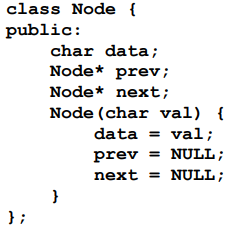 class Node {
public:
    char data;
    Node* prev;
    Node* next;
    Node(char val) {
        data = val;
        prev = NULL;
        next = NULL;
    }
};